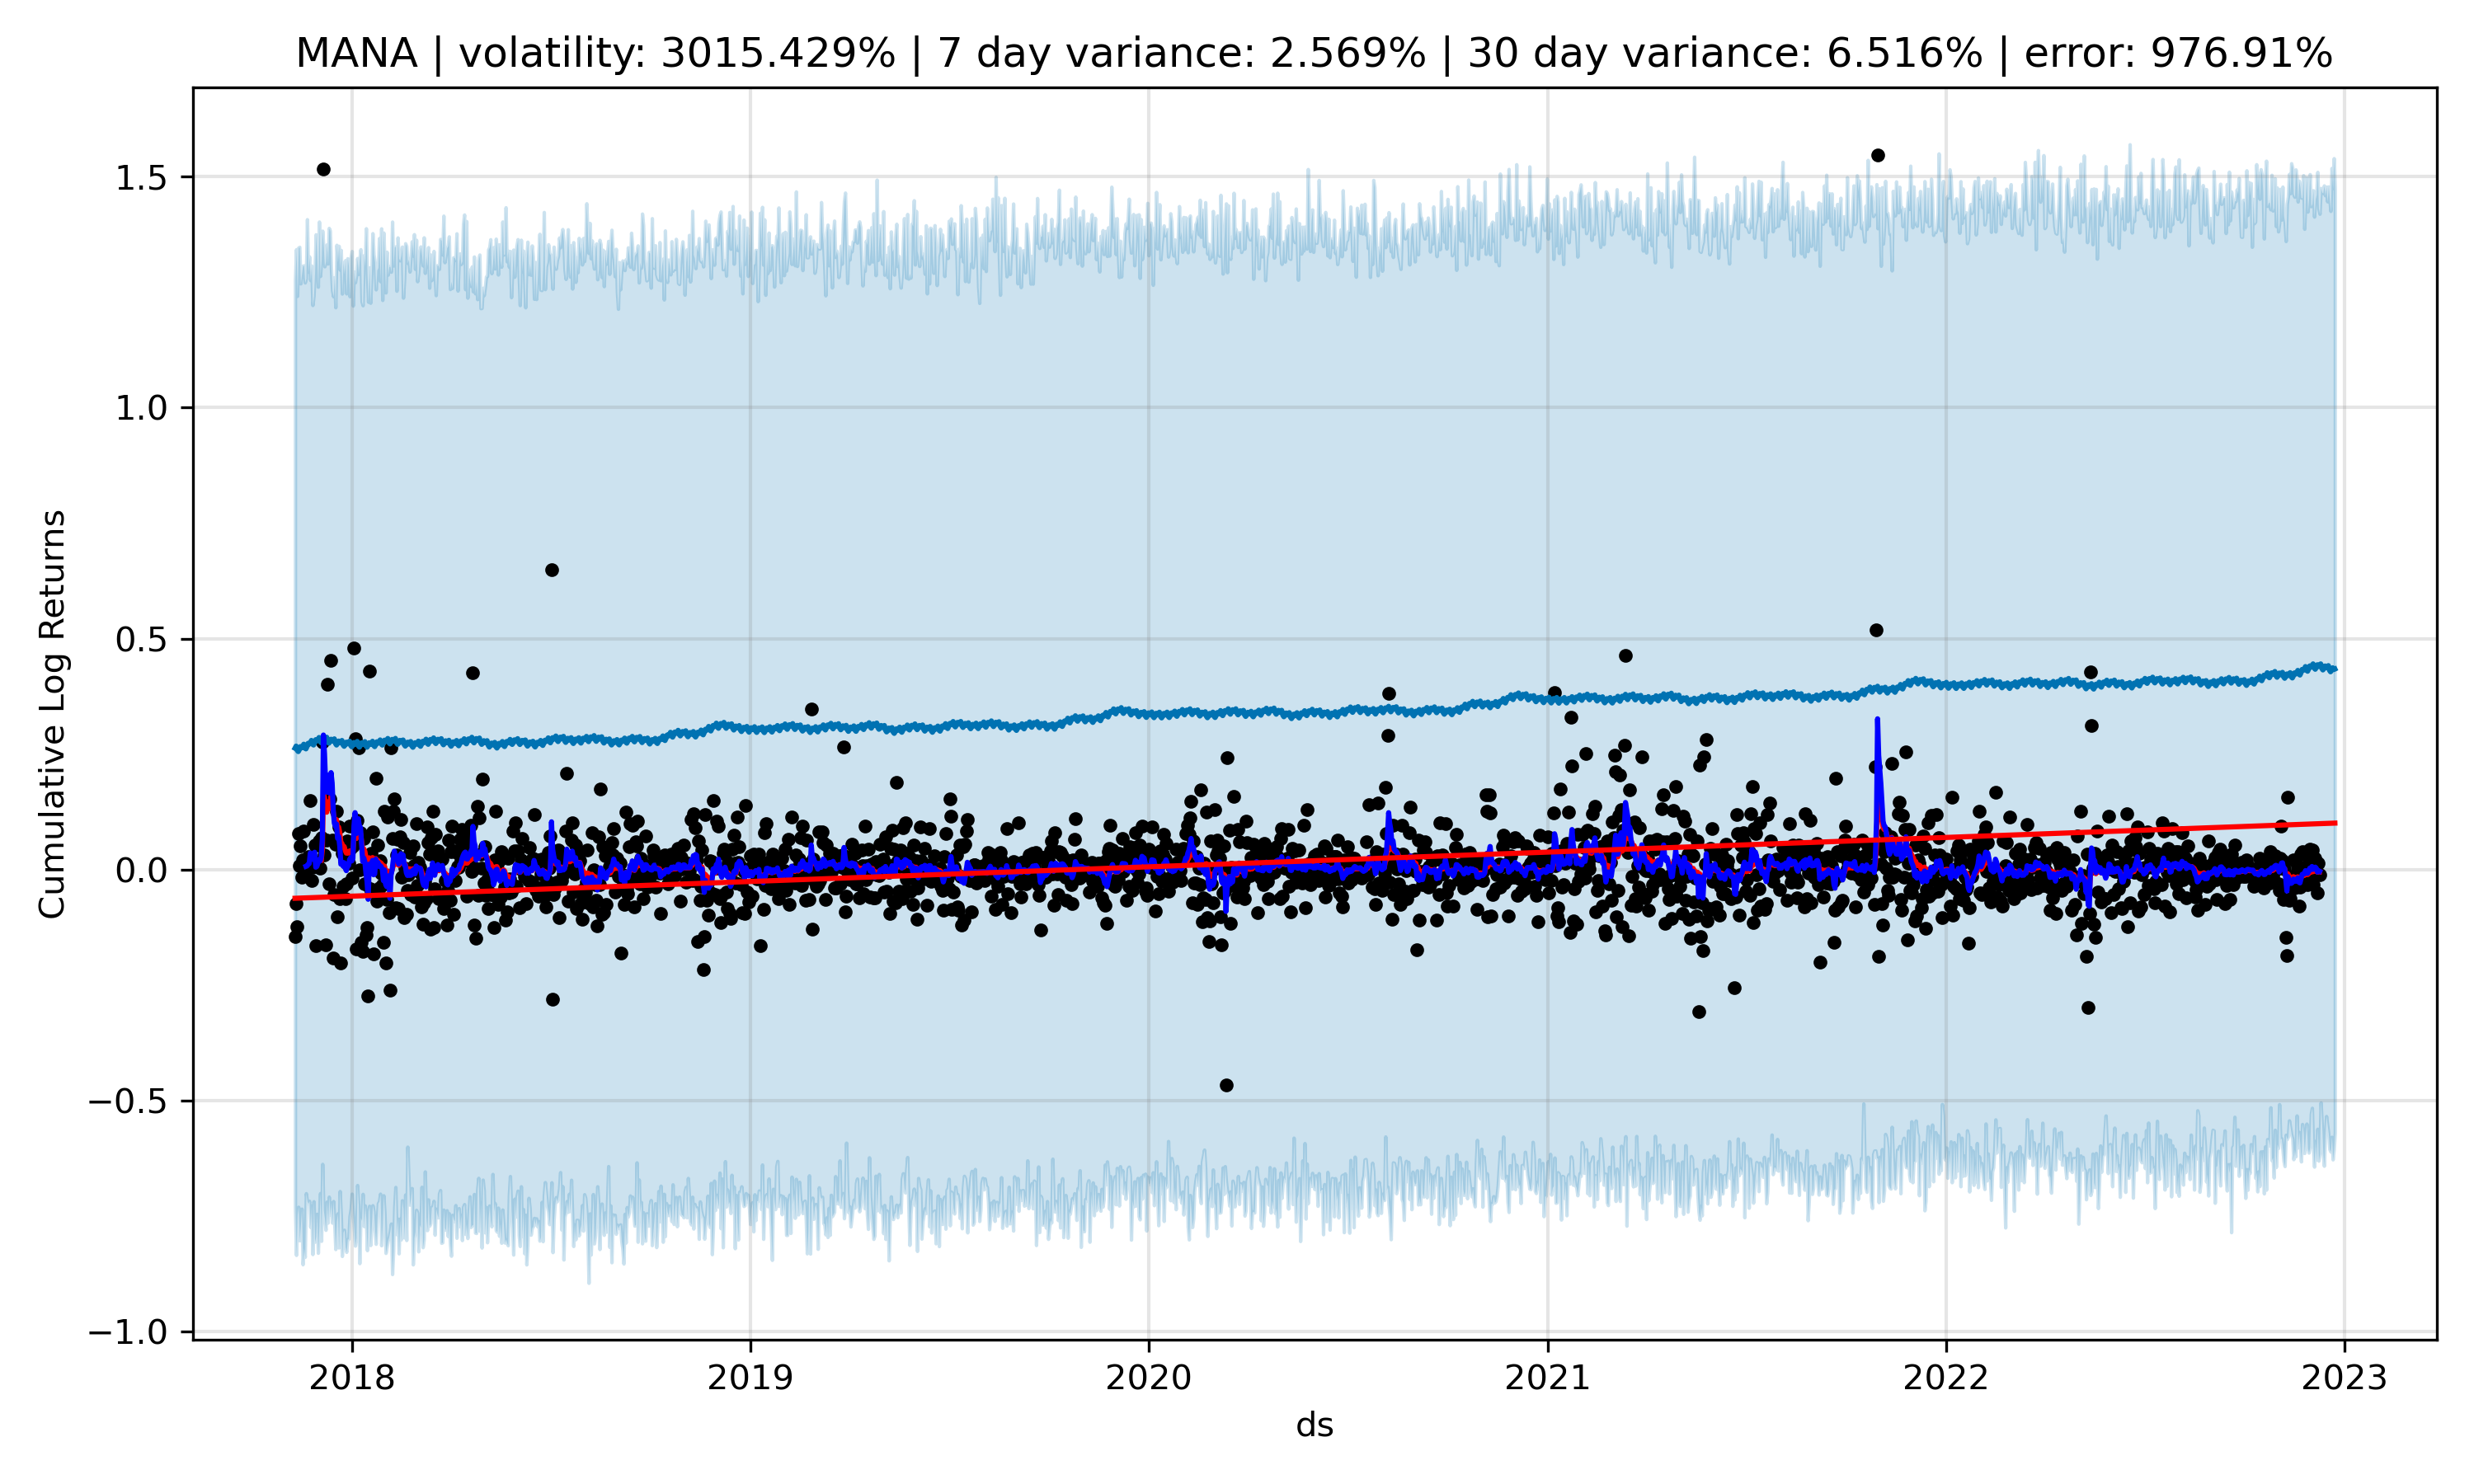 MANA | volatility: 3015.429% | 7 day variance: 2.569% | 30 day variance: 6.516% | error: 976.91%
Cumulative Log Returns
1.5
1.0
0.5
0.0
−0.5
−1.0
2018 2019 2020 2021 2022 2023
ds